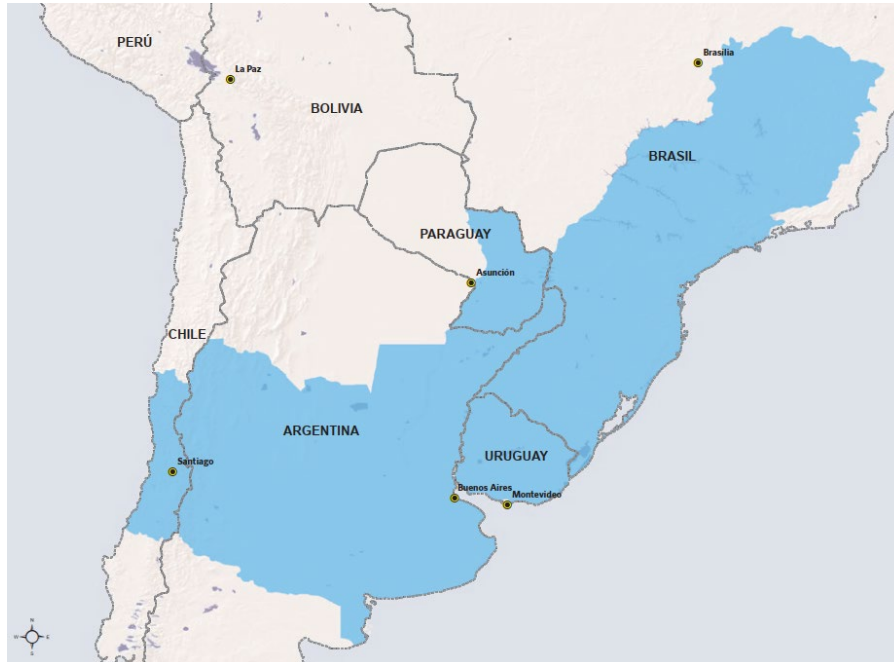 PERÚ
La Paz
Brasilia
BOLIVIA
BRASIL
PARAGUAY
Asunción
CHILE
ARGENTINA
URUGUAY
Santiago
Buenos Aires
Montevideo
N
W E
S